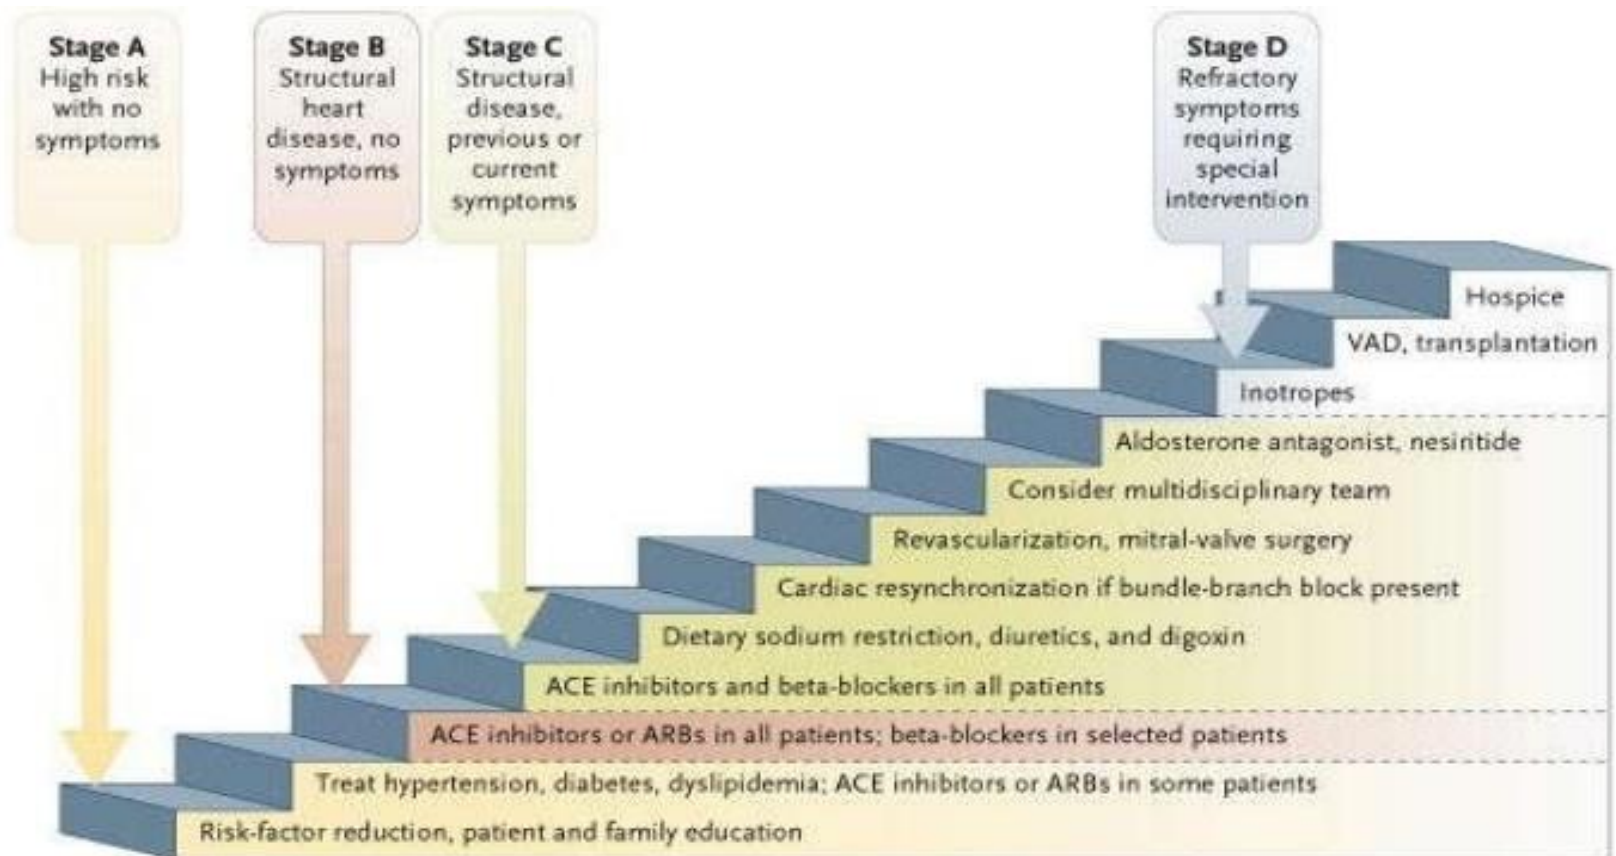 Stage A
High risk
with no
symptoms
Stage B
Structural
heart
disease, no
symptoms
Stage C
Structural
disease,
previous or
current
symptoms
Stage D
Refractory
symptoms
requiring
special
intervention
Hospice
VAD, transplantation
Inotropes
Aldosterone antagonist, nesiritide
Consider multidisciplinary team
Revascularization, mitral-valve surgery
Cardiac resynchronization if bundle-branch block present
Dietary sodium restriction, diuretics, and digoxin
ACE inhibitors and beta-blockers in all patients
ACE inhibitors or ARBs in all patients; beta-blockers in selected patients
Treat hypertension, diabetes, dyslipidemia; ACE inhibitors or ARBs in some patients
Risk-factor reduction, patient and family education